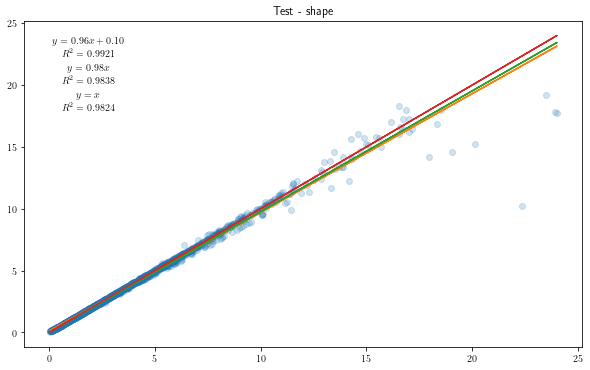 Test - shape
y = 0.96x + 0.10
R² = 0.9921
y = 0.98x
R² = 0.9838
y = x
R² = 0.9824
25
20
15
10
5
0
0 5 10 15 20 25